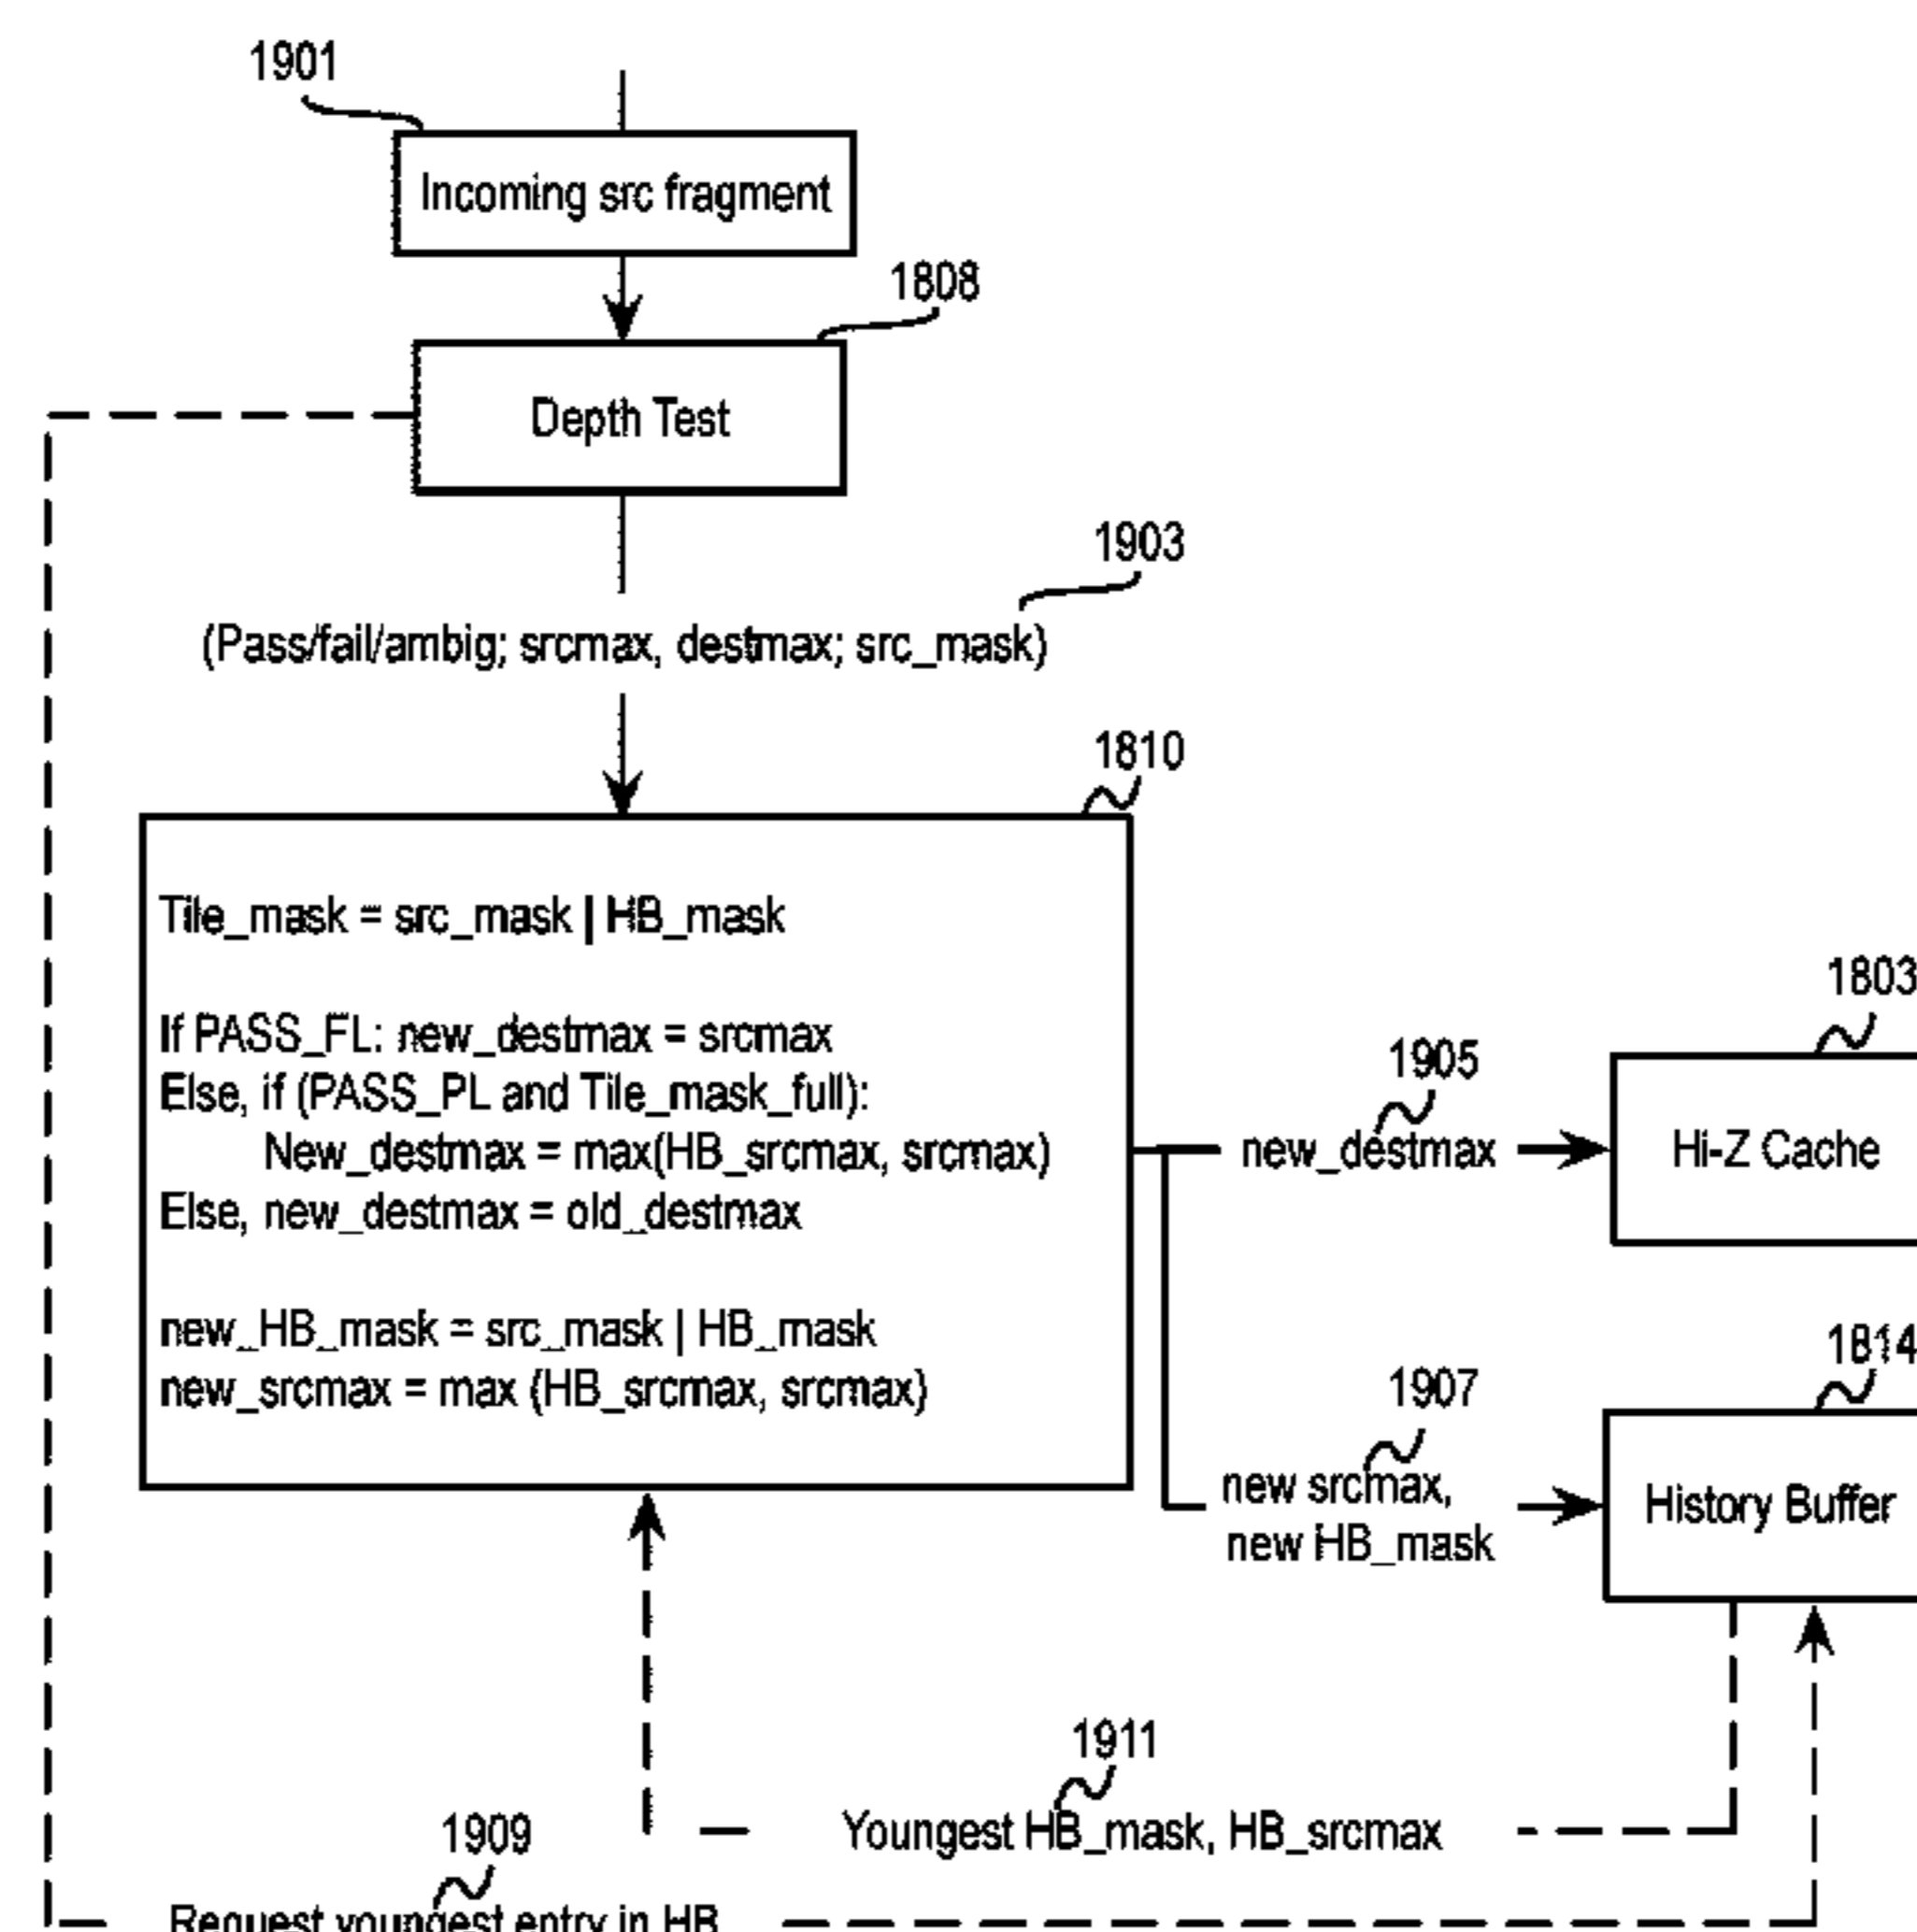 1901
Incoming src fragment
1808
Depth Test
1903
(Pass/fail/ambig; srcmax, destmax; src_mask)
1810
Tile_mask = src_mask | HB_mask
If PASS_FL: new_destmax = srcmax
Else, if (PASS_PL and Tile_mask_full):
New_destmax = max(HB_srcmax, srcmax)
Else, new_destmax = old_destmax
new_HB_mask = src_mask | HB_mask
new_srcmax = max (HB_srcmax, srcmax)
1803
1905
new_destmax
Hi-Z Cache
1814
1907
new srcmax,
new HB_mask
History Buffer
1911
Youngest HB_mask, HB_srcmax
1909
Request youngest entry in HB